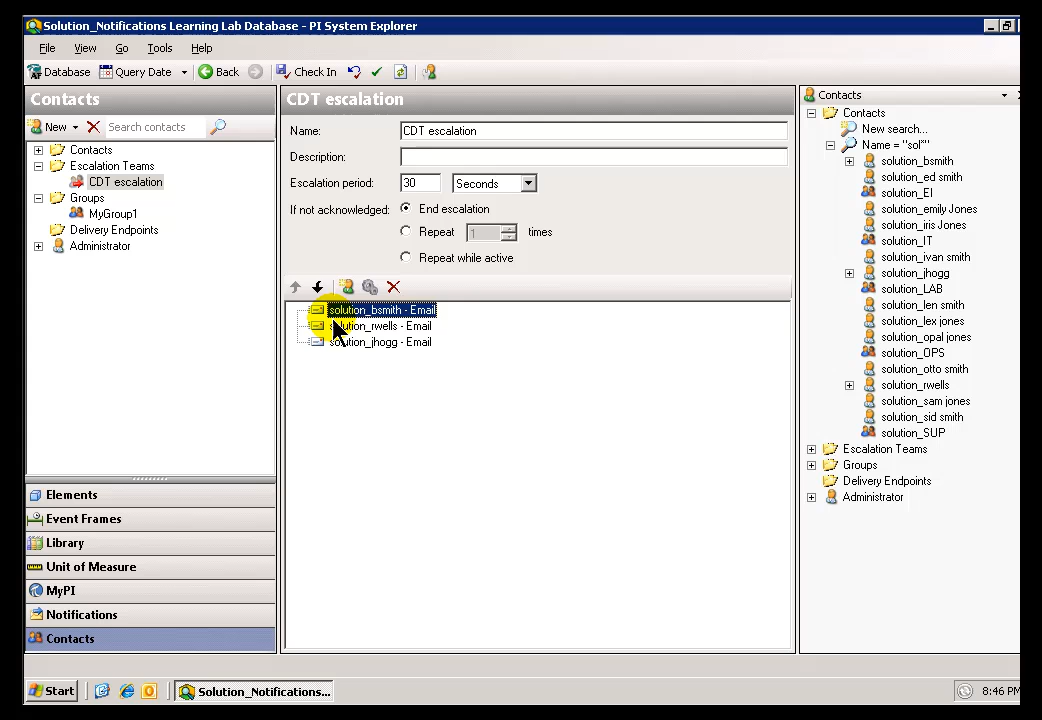 Solution_Notifications Learning Lab Database - PI System Explorer
File View Go Tools Help
Database Query Date Back Check In
Contacts
New Search contacts
Contacts
Escalation Teams
CDT escalation
Groups
MyGroup1
Delivery Endpoints
Administrator
Elements
Event Frames
Library
Unit of Measure
MyPI
Notifications
Contacts
CDT escalation
Name: CDT escalation
Description:
Escalation period: 30 Seconds
If not acknowledged: End escalation
Repeat 1 times
Repeat while active
solution_bsmith - Email
solution_rwells - Email
solution_jhogg - Email
Contacts
Contacts
New search...
Name = "sol*"
solution_bsmith
solution_ed smith
solution_EI
solution_emily Jones
solution_iris Jones
solution_IT
solution_ivan smith
solution_jhogg
solution_LAB
solution_len smith
solution_lex jones
solution_opal jones
solution_OPS
solution_otto smith
solution_rwells
solution_sam jones
solution_sid smith
solution_SUP
Escalation Teams
Groups
Delivery Endpoints
Administrator
Start Solution_Notifications... 8:46 PM